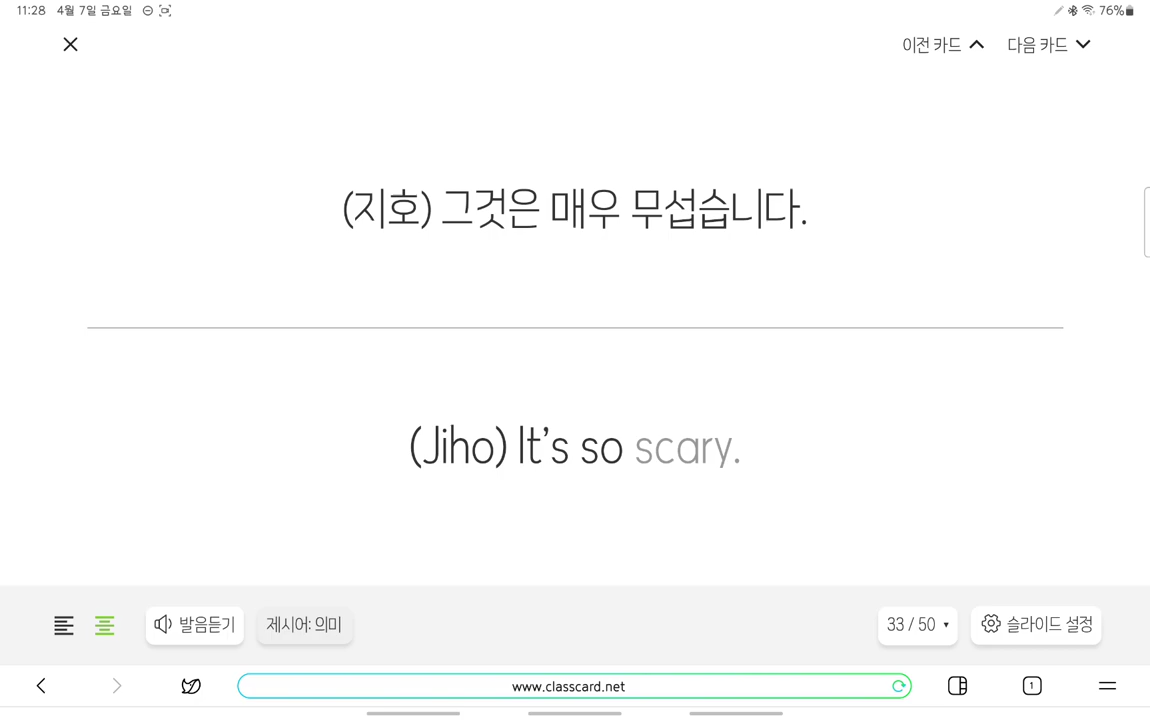 11:28 4월 7일 금요일 76%
이전 카드 다음 카드
(지호) 그것은 매우 무섭습니다.
(Jiho) It's so scary.
발음듣기 제시어: 의미 33 / 50 슬라이드 설정
www.classcard.net 1